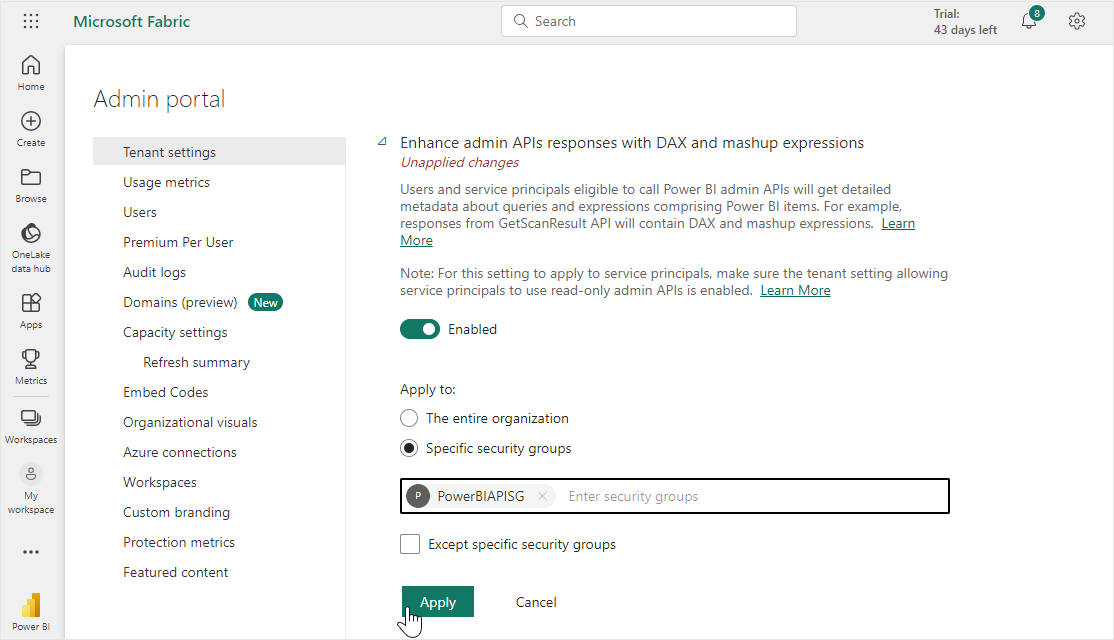 Microsoft Fabric
Search
Trial:
43 days left
8
Home
Create
Browse
OneLake
data hub
Apps
Metrics
Workspaces
My
workspace
Power BI
Admin portal
Tenant settings
Usage metrics
Users
Premium Per User
Audit logs
Domains (preview) New
Capacity settings
Refresh summary
Embed Codes
Organizational visuals
Azure connections
Workspaces
Custom branding
Protection metrics
Featured content
Enhance admin APIs responses with DAX and mashup expressions
Unapplied changes
Users and service principals eligible to call Power BI admin APIs will get detailed
metadata about queries and expressions comprising Power BI items. For example,
responses from GetScanResult API will contain DAX and mashup expressions. Learn
More
Note: For this setting to apply to service principals, make sure the tenant setting allowing
service principals to use read-only admin APIs is enabled. Learn More
Enabled
Apply to:
The entire organization
Specific security groups
P PowerBIAPISG Enter security groups
Except specific security groups
Apply Cancel